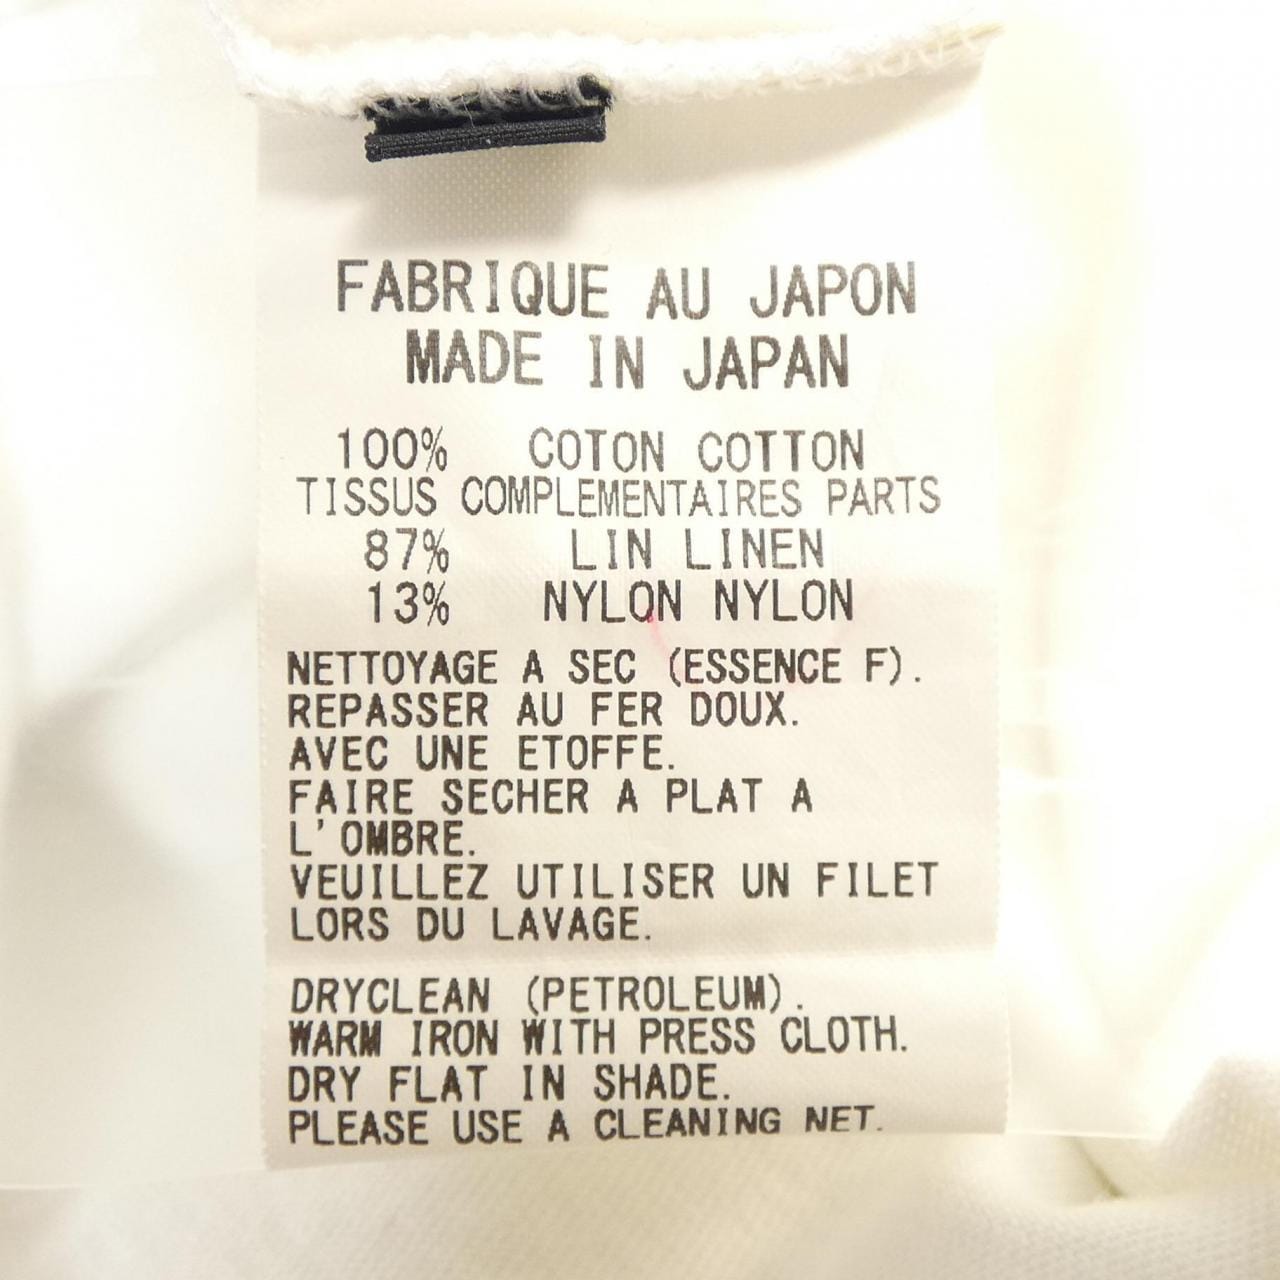 FABRIQUE AU JAPON
MADE IN JAPAN
100% COTON COTTON
TISSUS COMPLEMENTAIRES PARTS
87% LIN LINEN
13% NYLON NYLON
NETTOYAGE A SEC (ESSENCE F).
REPASSER AU FER DOUX.
AVEC UNE ETOFFE.
FAIRE SECHER A PLAT A
L'OMBRE.
VEUILLEZ UTILISER UN FILET
LORS DU LAVAGE.
DRYCLEAN (PETROLEUM).
WARM IRON WITH PRESS CLOTH.
DRY FLAT IN SHADE.
PLEASE USE A CLEANING NET.